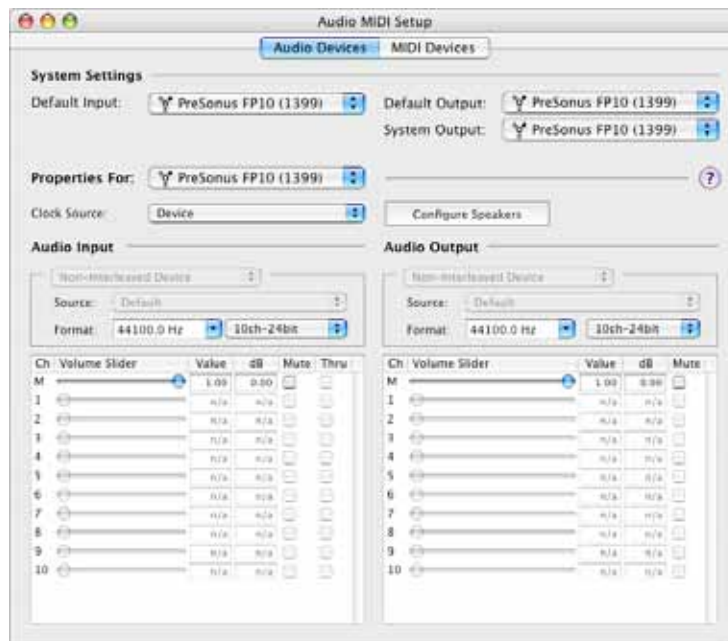 Audio MIDI Setup
Audio Devices MIDI Devices
System Settings
Default Input: PreSonus FP10 (1399)
Default Output: PreSonus FP10 (1399)
System Output: PreSonus FP10 (1399)
Properties For: PreSonus FP10 (1399) ?
Clock Source: Device
Configure Speakers
Audio Input
Non-Interleaved Device
Source: Default
Format: 44100.0 Hz 10ch-24bit
Ch Volume Slider Value dB Mute Thru
M 1.00 0.00
1 n/a n/a
2 n/a n/a
3 n/a n/a
4 n/a n/a
5 n/a n/a
6 n/a n/a
7 n/a n/a
8 n/a n/a
9 n/a n/a
10 n/a n/a
Audio Output
Non-Interleaved Device
Source: Default
Format: 44100.0 Hz 10ch-24bit
Ch Volume Slider Value dB Mute
M 1.00 0.00
1 n/a n/a
2 n/a n/a
3 n/a n/a
4 n/a n/a
5 n/a n/a
6 n/a n/a
7 n/a n/a
8 n/a n/a
9 n/a n/a
10 n/a n/a